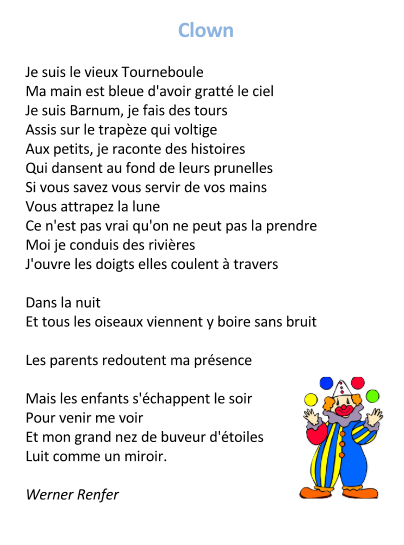 Clown
Je suis le vieux Tourneboule
Ma main est bleue d'avoir gratté le ciel
Je suis Barnum, je fais des tours
Assis sur le trapèze qui voltige
Aux petits, je raconte des histoires
Qui dansent au fond de leurs prunelles
Si vous savez vous servir de vos mains
Vous attrapez la lune
Ce n'est pas vrai qu'on ne peut pas la prendre
Moi je conduis des rivières
J'ouvre les doigts elles coulent à travers
Dans la nuit
Et tous les oiseaux viennent y boire sans bruit
Les parents redoutent ma présence
Mais les enfants s'échappent le soir
Pour venir me voir
Et mon grand nez de buveur d'étoiles
Luit comme un miroir.
Werner Renfer